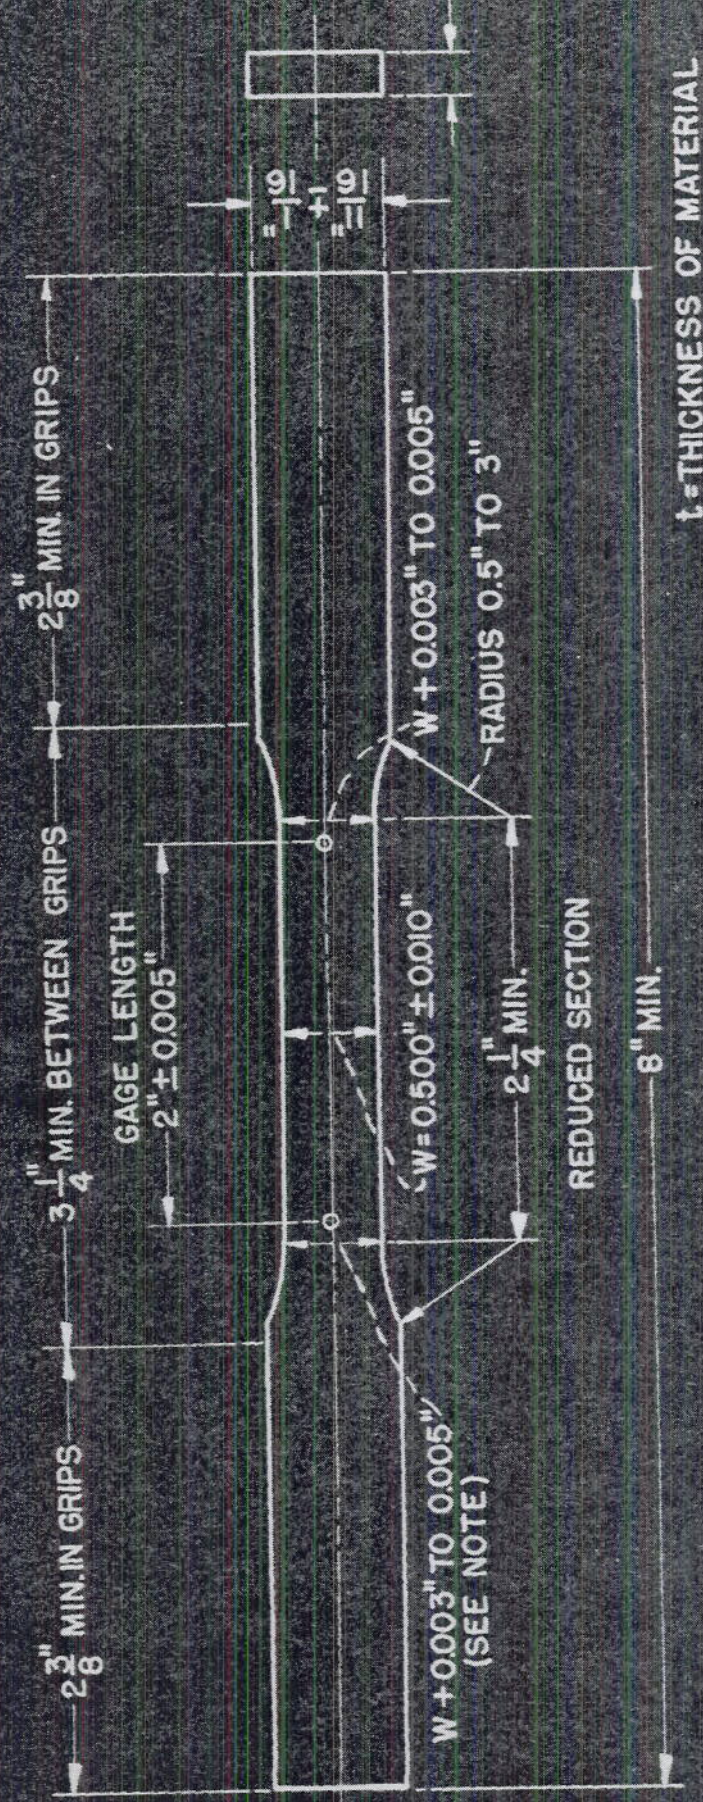 2 3/8" MIN. IN GRIPS
3 1/4" MIN. BETWEEN GRIPS
2 3/8" MIN. IN GRIPS
GAGE LENGTH
2" ± 0.005"
11/16" ± 1/16"
W + 0.003" TO 0.005"
(SEE NOTE)
W = 0.500" ± 0.010"
W + 0.003" TO 0.005"
RADIUS 0.5" TO 3"
2 1/4" MIN.
REDUCED SECTION
8" MIN.
t = THICKNESS OF MATERIAL